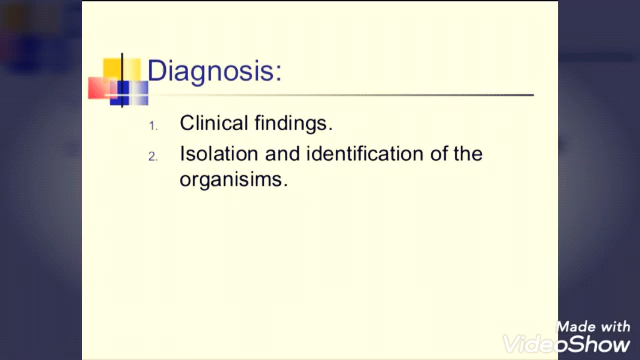 Diagnosis:
1. Clinical findings.
2. Isolation and identification of the
organisims.
Made with
VideoShow